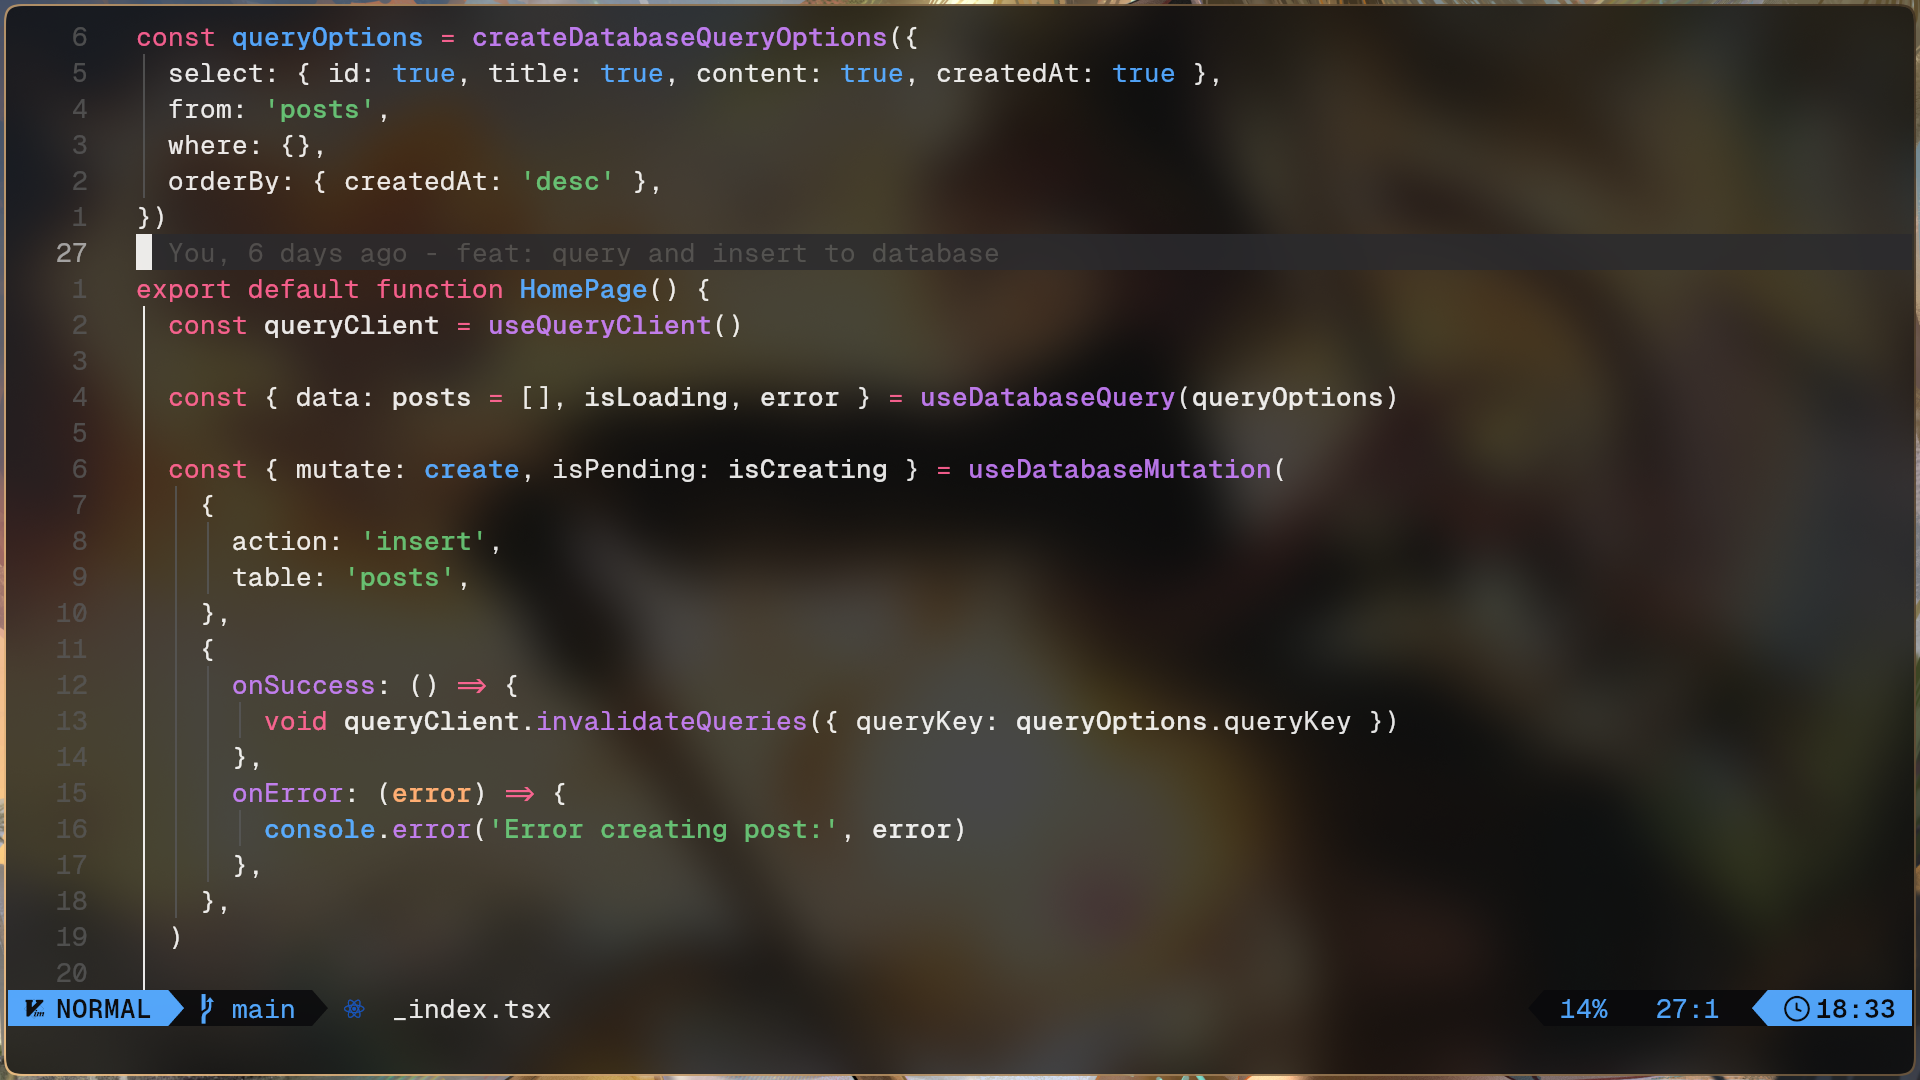 6 const queryOptions = createDatabaseQueryOptions({
5 select: { id: true, title: true, content: true, createdAt: true },
4 from: 'posts',
3 where: {},
2 orderBy: { createdAt: 'desc' },
1 })
27 You, 6 days ago - feat: query and insert to database
1 export default function HomePage() {
2 const queryClient = useQueryClient()
3
4 const { data: posts = [], isLoading, error } = useDatabaseQuery(queryOptions)
5
6 const { mutate: create, isPending: isCreating } = useDatabaseMutation(
7 {
8 action: 'insert',
9 table: 'posts',
10 },
11 {
12 onSuccess: () => {
13 void queryClient.invalidateQueries({ queryKey: queryOptions.queryKey })
14 },
15 onError: (error) => {
16 console.error('Error creating post:', error)
17 },
18 },
19 )
20
NORMAL main _index.tsx 14% 27:1 18:33